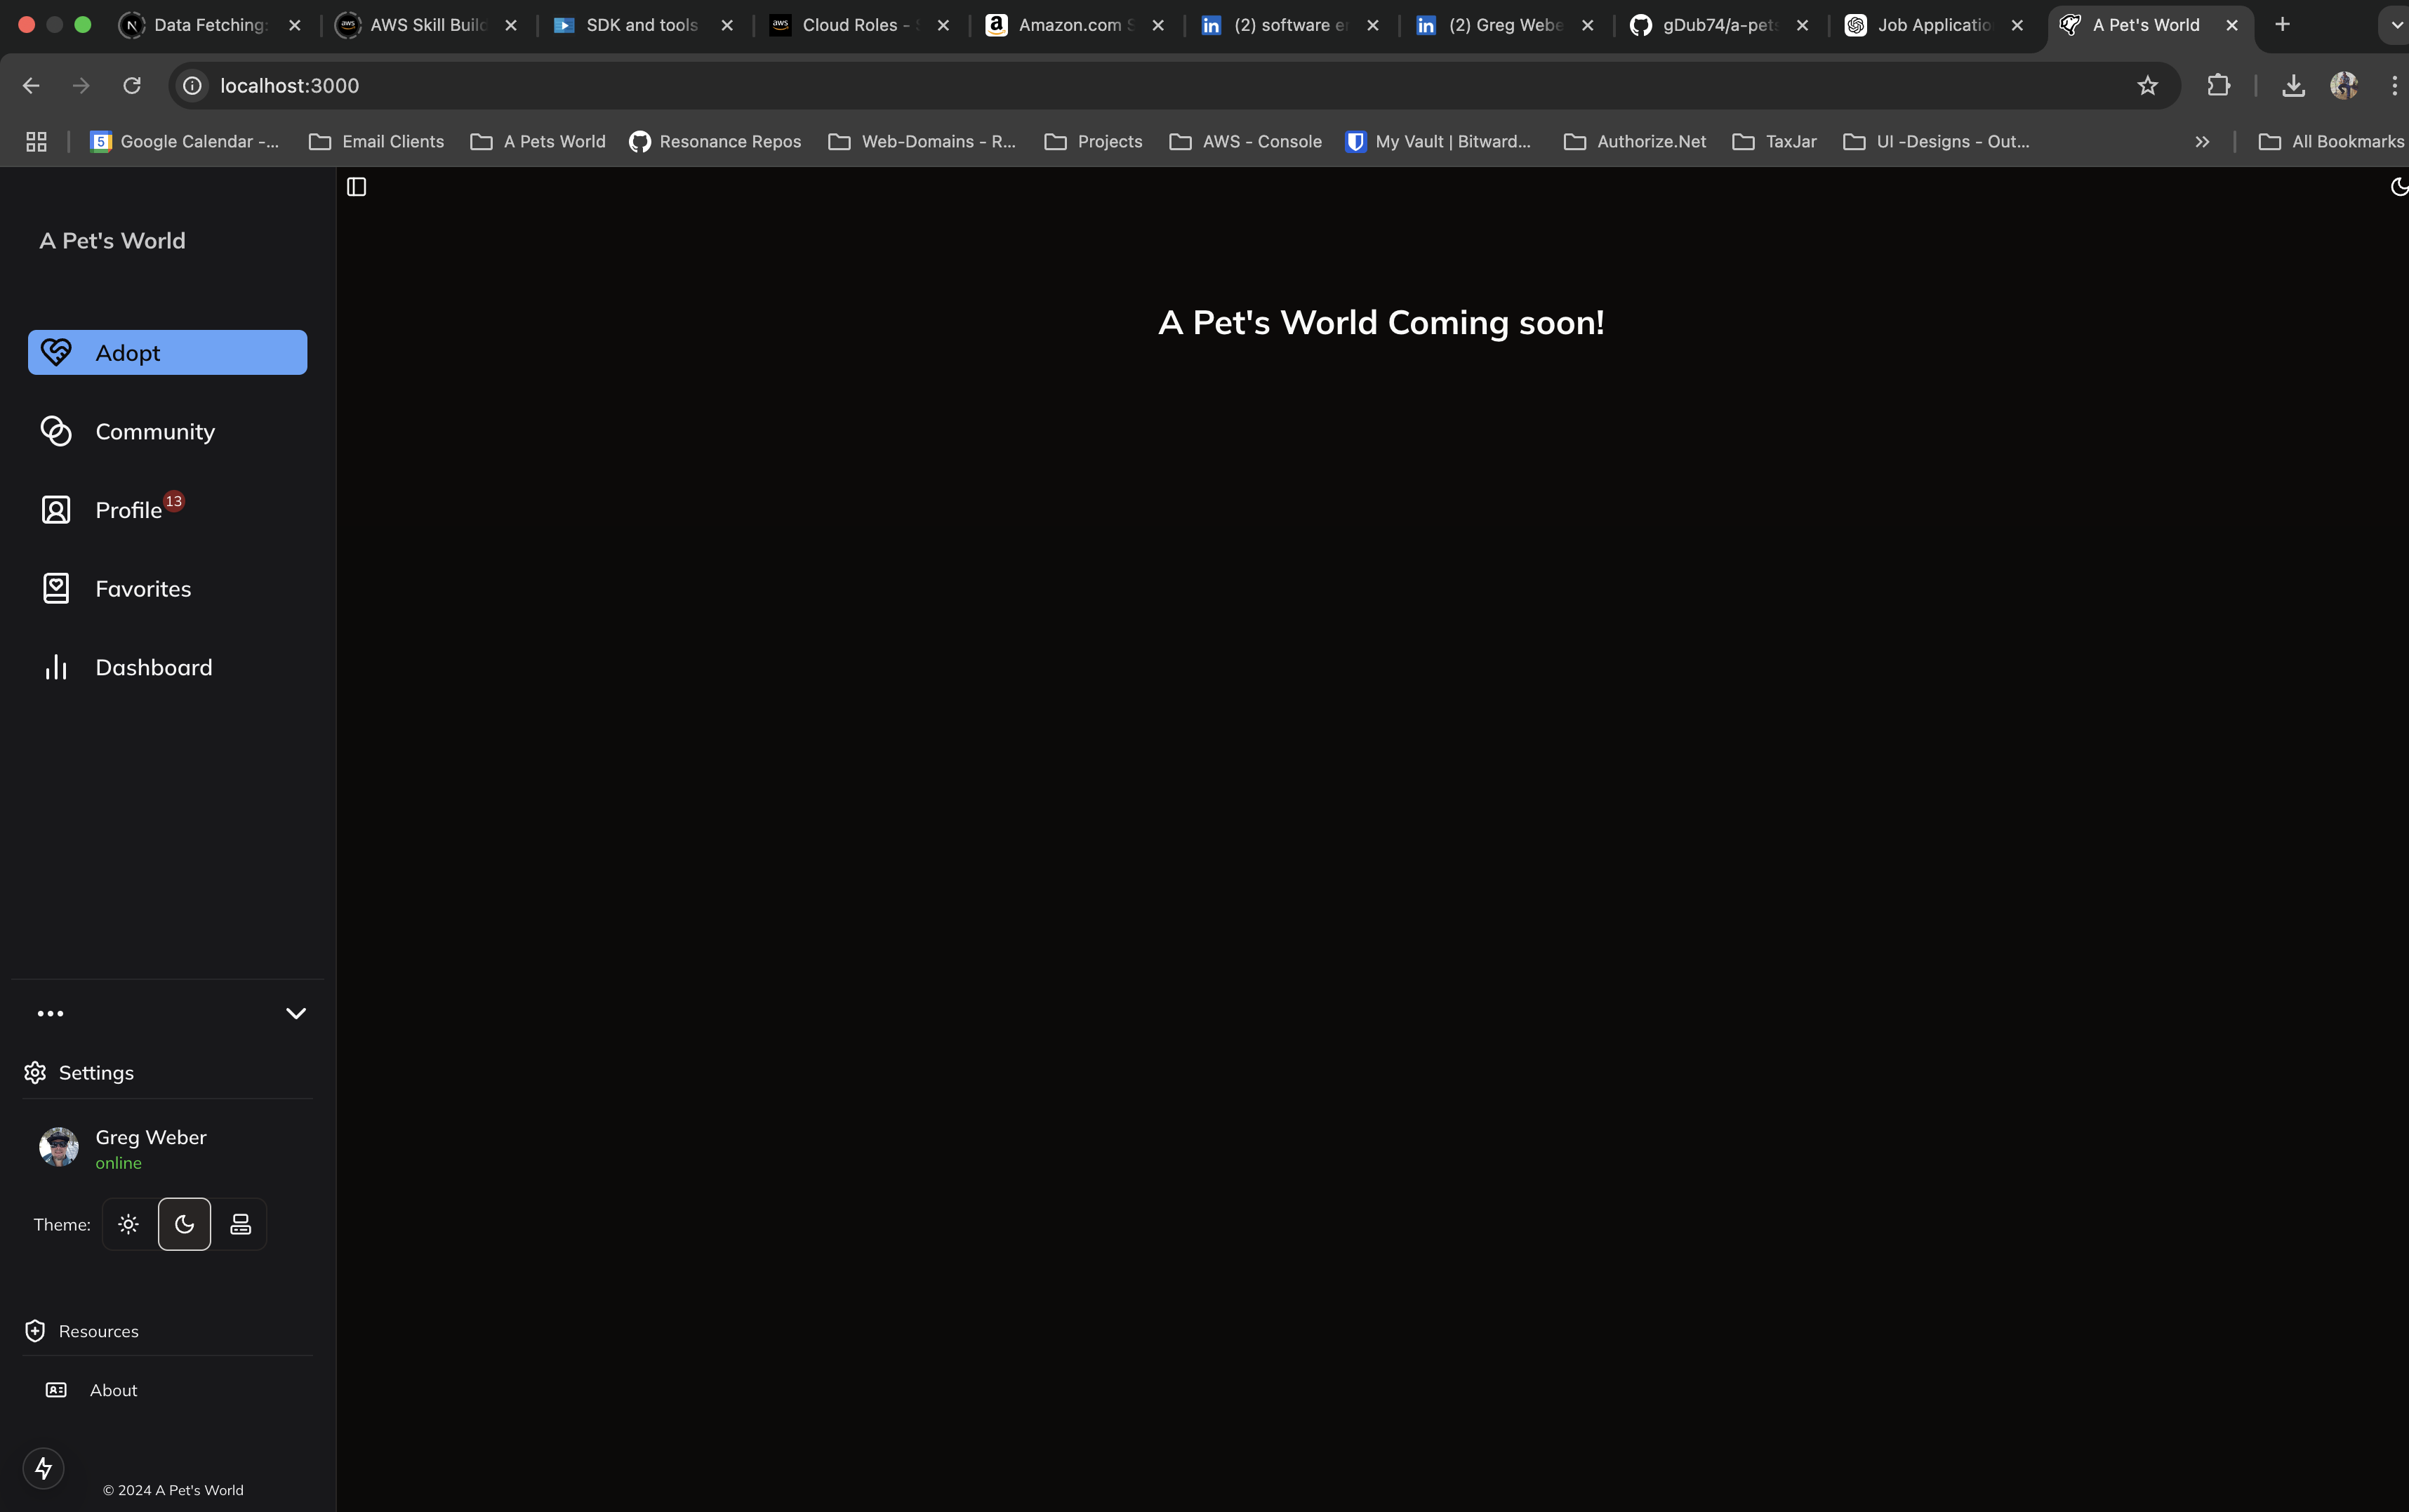 Data Fetching:
AWS Skill Build
SDK and tools
Cloud Roles - S
Amazon.com S
(2) software en
(2) Greg Webe
gDub74/a-pets
Job Applicatio
A Pet's World
localhost:3000
Google Calendar -...
Email Clients
A Pets World
Resonance Repos
Web-Domains - R...
Projects
AWS - Console
My Vault | Bitward...
Authorize.Net
TaxJar
UI -Designs - Out...
All Bookmarks
A Pet's World
A Pet's World Coming soon!
Adopt
Community
Profile 13
Favorites
Dashboard
Settings
Greg Weber
online
Theme:
Resources
About
© 2024 A Pet's World